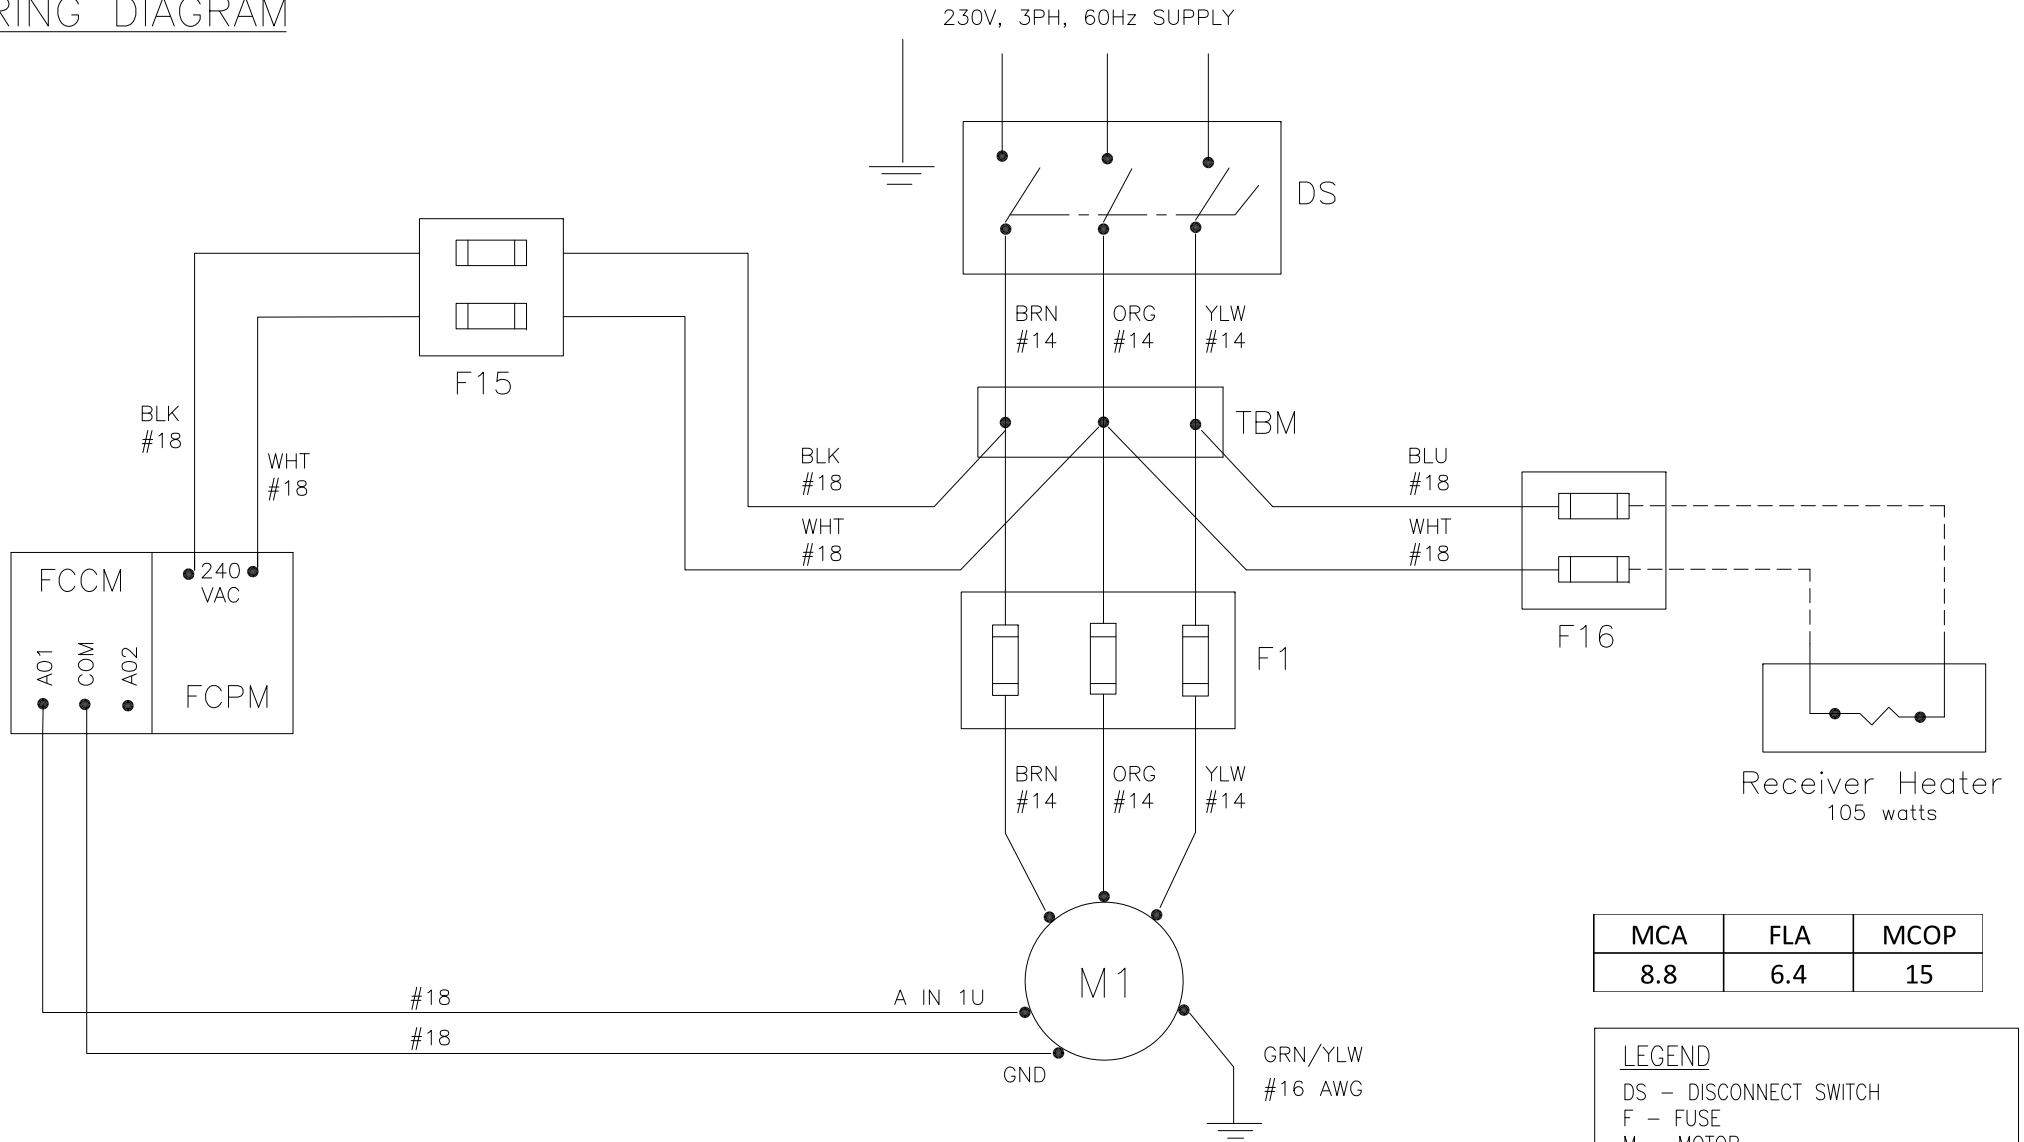 RING DIAGRAM
230V, 3PH, 60Hz SUPPLY
DS
BRN
#14
ORG
#14
YLW
#14
F15
BLK
#18
WHT
#18
TBM
BLK
#18
WHT
#18
BLU
#18
WHT
#18
FCCM
240
VAC
A01
COM
A02
FCPM
F1
F16
BRN
#14
ORG
#14
YLW
#14
Receiver Heater
105 watts
M1
#18
A IN 1U
#18
GND
GRN/YLW
#16 AWG
MCA FLA MCOP
8.8 6.4 15
LEGEND
DS - DISCONNECT SWITCH
F - FUSE
M - MOTOR